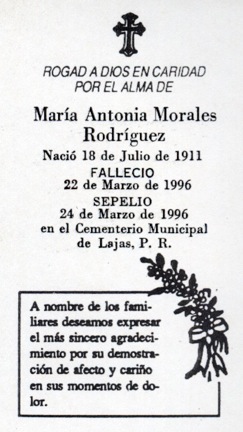 ROGAD A DIOS EN CARIDAD
POR EL ALMA DE
María Antonia Morales
Rodríguez
Nació 18 de Julio de 1911
FALLECIO
22 de Marzo de 1996
SEPELIO
24 de Marzo de 1996
en el Cementerio Municipal
de Lajas, P. R.
A nombre de los fami-
liares deseamos expresar
el más sincero agradeci-
miento por su demostra-
ción de afecto y cariño
en sus momentos de do-
lor.